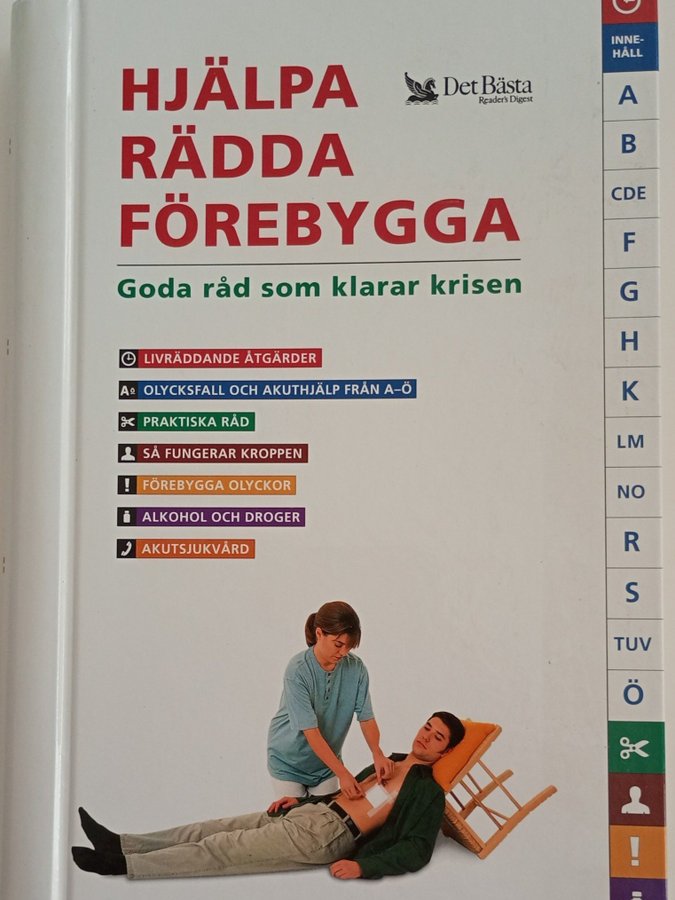 HJÄLPA
RÄDDA
FÖREBYGGA
Det Bästa
Reader's Digest
Goda råd som klarar krisen
LIVRÄDDANDE ÅTGÄRDER
Aö OLYCKSFALL OCH AKUTHJÄLP FRÅN A–Ö
PRAKTISKA RÅD
SÅ FUNGERAR KROPPEN
! FÖREBYGGA OLYCKOR
ALKOHOL OCH DROGER
AKUTSJUKVÅRD
INNE-
HÅLL
A
B
CDE
F
G
H
K
LM
NO
R
S
TUV
Ö
!